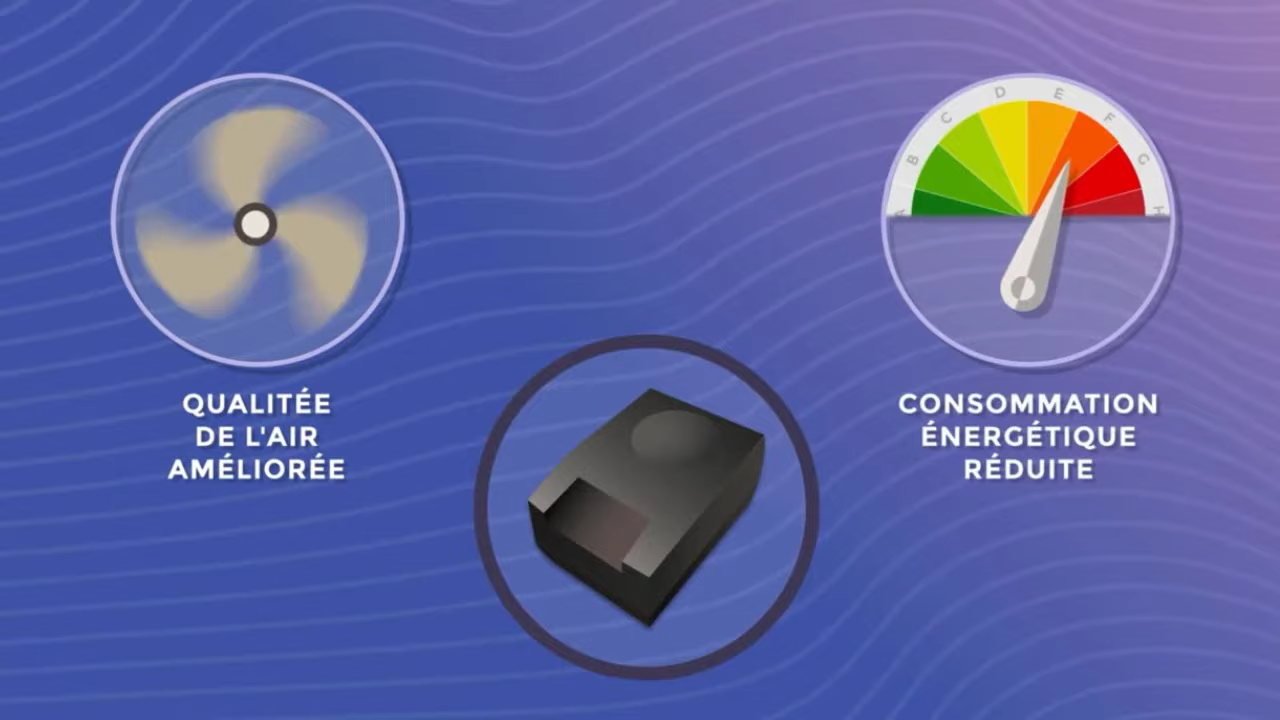 QUALITÉE
DE L'AIR
AMÉLIORÉE
A
B
C
D
E
F
G
H
CONSOMMATION
ÉNERGÉTIQUE
RÉDUITE